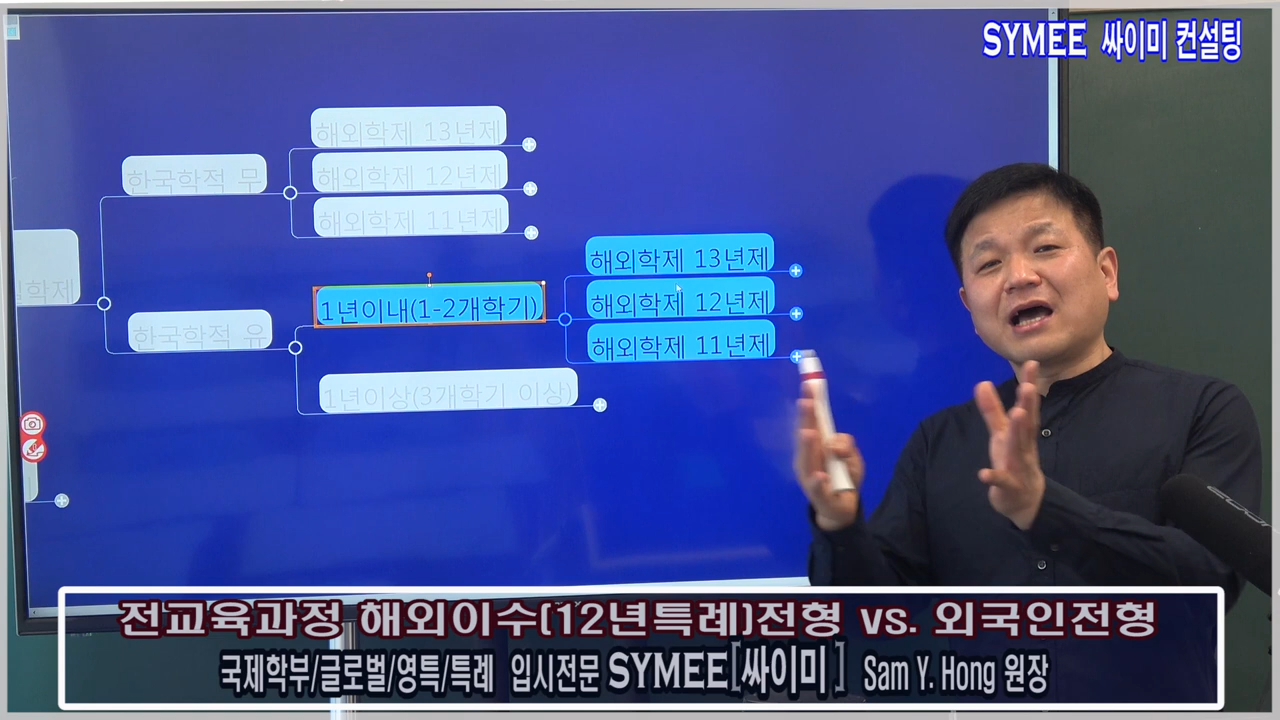 SYMEE 싸이미 컨설팅
해외학제 13년제
한국학적 무
해외학제 12년제
해외학제 11년제
해외학제 13년제
학제
1년이내(1-2개학기)
해외학제 12년제
한국학적 유
해외학제 11년제
1년이상(3개학기 이상)
전교육과정 해외이수(12년특례)전형 vs. 외국인전형
국제학부/글로벌/영특/특례 입시전문 SYMEE[싸이미] Sam Y. Hong 원장